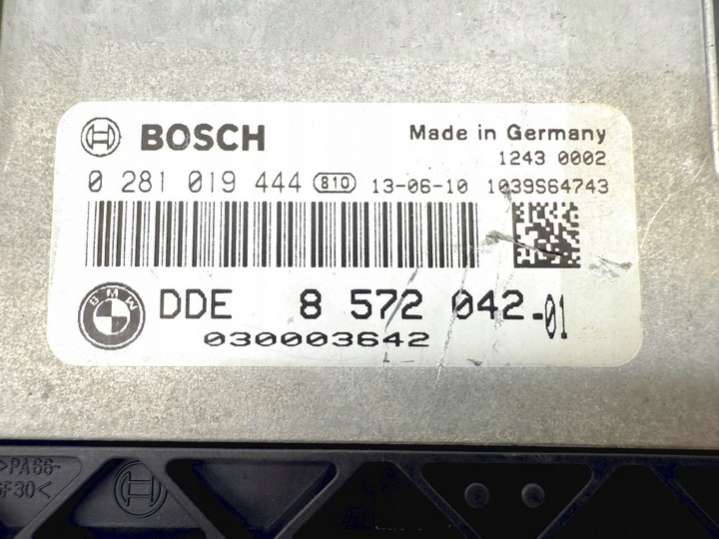 BOSCH
Made in Germany
1243 0002
0 281 019 444 810 13-06-10 1039S64743
BMW
DDE 8 572 042-01
030003642
>PA66-
GF30<